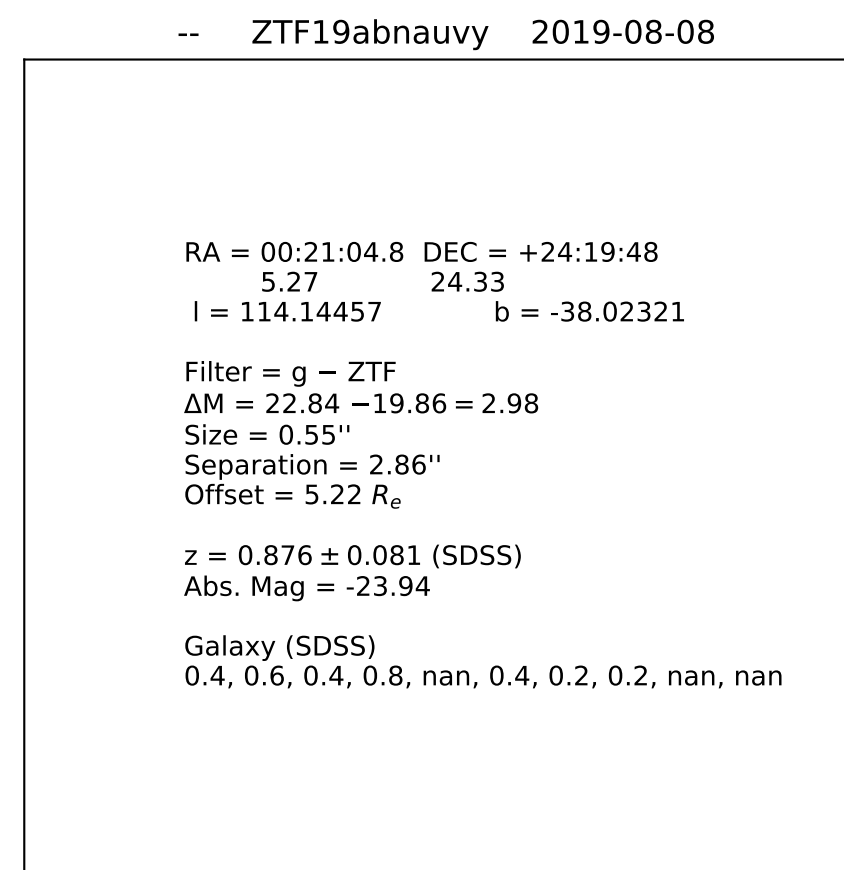 -- ZTF19abnauvy 2019-08-08
RA = 00:21:04.8 DEC = +24:19:48
5.27 24.33
l = 114.14457 b = -38.02321
Filter = g − ZTF
ΔM = 22.84 −19.86 = 2.98
Size = 0.55''
Separation = 2.86''
Offset = 5.22 Re
z = 0.876 ± 0.081 (SDSS)
Abs. Mag = -23.94
Galaxy (SDSS)
0.4, 0.6, 0.4, 0.8, nan, 0.4, 0.2, 0.2, nan, nan